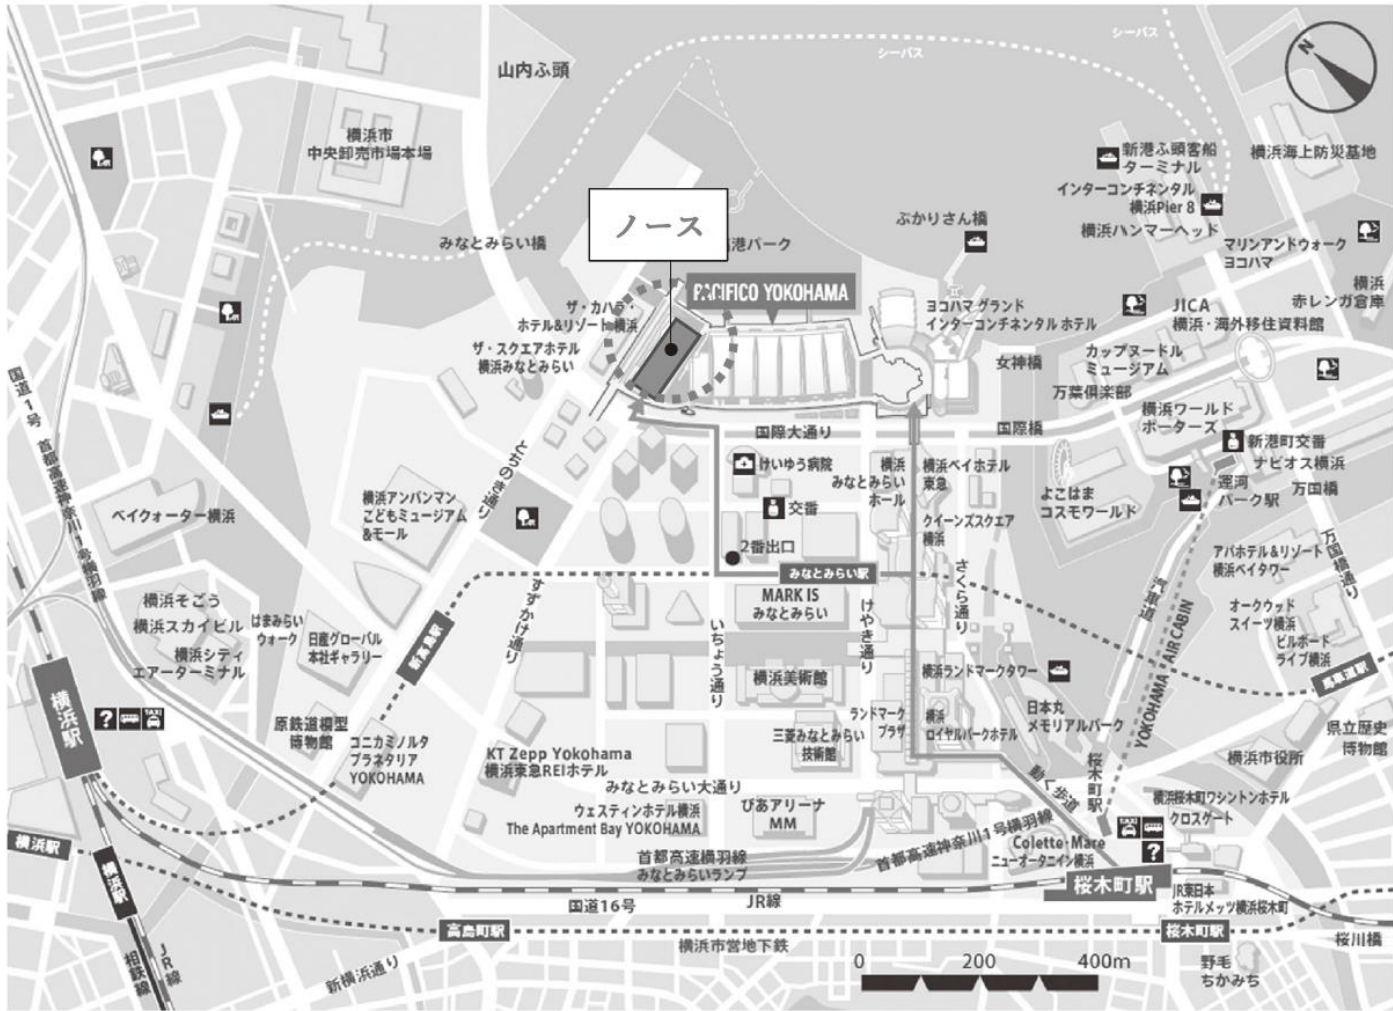 シーバス
シーバス
N
山内ふ頭
横浜市
中央卸売市場本場
新港ふ頭客船
ターミナル
横浜海上防災基地
インターコンチネンタル
横浜Pier 8
ノース
ぷかりさん橋
横浜ハンマーヘッド
みなとみらい橋
港パーク
マリンアンドウォーク
ヨコハマ
横浜
赤レンガ倉庫
PACIFICO YOKOHAMA
ザ・カハラ・
ホテル&リゾート 横浜
ヨコハマ グランド
インターコンチネンタル ホテル
JICA
横浜・海外移住資料館
ザ・スクエアホテル
横浜みなとみらい
女神橋
カップヌードル
ミュージアム
万葉倶楽部
国道1号
首都高速神奈川1号横羽線
横浜ワールド
ポーターズ
国際大通り
国際橋
新港町交番
ナビオス横浜
とちのき通り
けいゆう病院
横浜
みなとみらい
ホール
横浜ベイホテル
東急
運河
パーク駅
万国橋
よこはま
コスモワールド
横浜アンパンマン
こどもミュージアム
&モール
ベイクォーター横浜
交番
クイーンズスクエア
横浜
2番出口
万国橋通り
アパホテル&リゾート
横浜ベイタワー
さくら通り
みなとみらい駅
汽車道
MARK IS
みなとみらい
すずかけ通り
けやき通り
YOKOHAMA AIR CABIN
オークウッド
スイーツ横浜
ビルボード
ライブ横浜
横浜そごう
横浜スカイビル
はまみらい
ウォーク
日産グローバル
本社ギャラリー
新高島駅
いちょう通り
横浜シティ
エアーターミナル
横浜美術館
横浜ランドマークタワー
馬車道駅
横浜駅
?
TAXI
原鉄道模型
博物館
コニカミノルタ
プラネタリア
YOKOHAMA
ランドマーク
プラザ
横浜
ロイヤルパークホテル
日本丸
メモリアルパーク
三菱みなとみらい
技術館
県立歴史
博物館
横浜市役所
KT Zepp Yokohama
横浜東急REIホテル
桜木町駅
みなとみらい大通り
動く歩道
横浜桜木町ワシントンホテル
クロスゲート
ウェスティンホテル横浜
The Apartment Bay YOKOHAMA
ぴあアリーナ
MM
TAXI
?
首都高速神奈川1号横羽線
Colette・Mare
ニューオータニイン横浜
横浜駅
横浜駅
首都高速横羽線
みなとみらいランプ
桜木町駅
JR東日本
ホテルメッツ横浜桜木町
国道16号
JR線
高島町駅
桜木町駅
桜川橋
横浜市営地下鉄
新横浜通り
相鉄線
JR線
野毛
ちかみち
0
200
400m